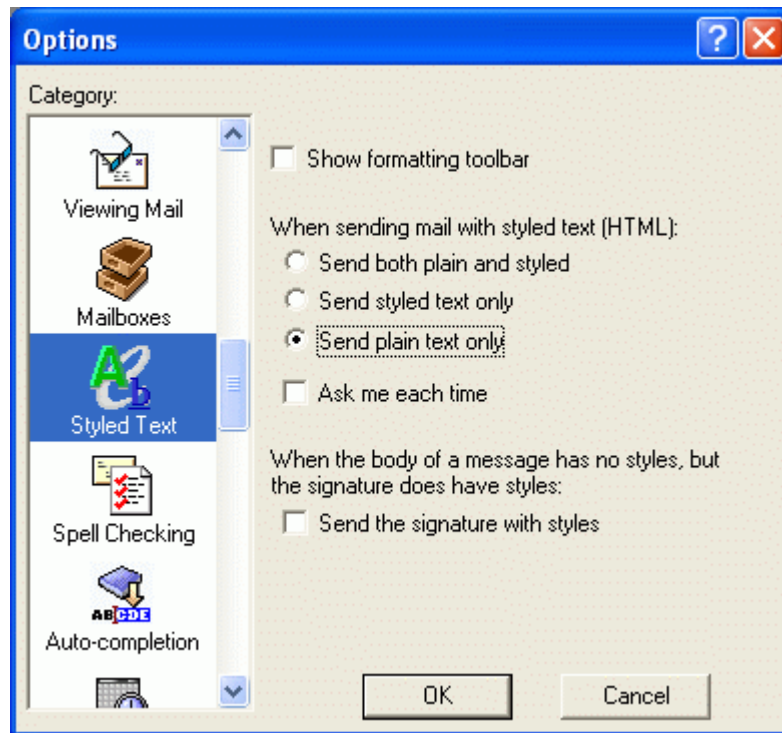 Options
Category:
Viewing Mail
Mailboxes
Styled Text
Spell Checking
ABCDE
Auto-completion
Show formatting toolbar
When sending mail with styled text (HTML):
Send both plain and styled
Send styled text only
Send plain text only
Ask me each time
When the body of a message has no styles, but
the signature does have styles:
Send the signature with styles
OK
Cancel